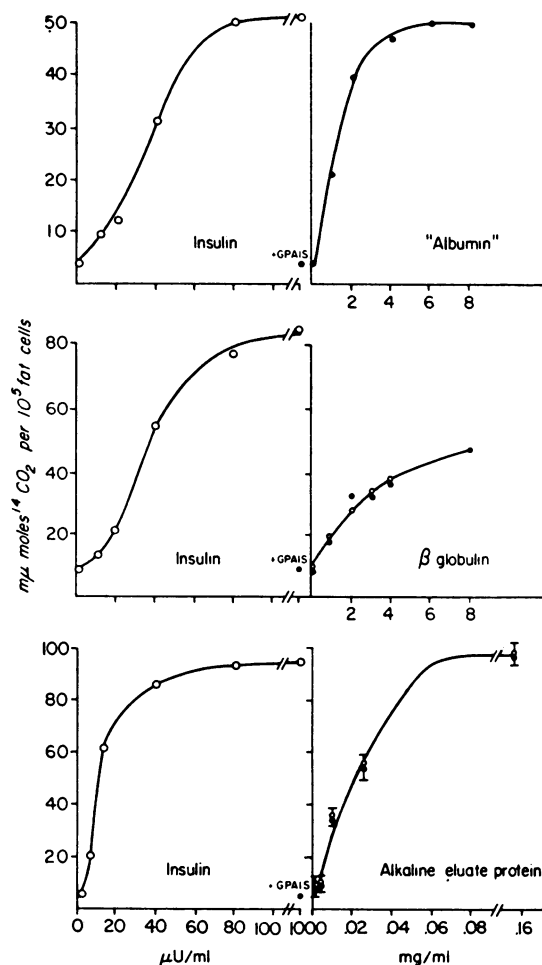 50
40
30
20
10
Insulin
+GPAIS
"Albumin"
2 4 6 8
mμ moles ¹⁴CO₂ per 10⁵ fat cells
80
60
40
20
Insulin
+GPAIS
β globulin
2 4 6 8
100
80
60
40
20
Insulin
+GPAIS
Alkaline eluate protein
0 20 40 60 80 100 1000
0 .02 .04 .06 .08 .16
μU/ml
mg/ml